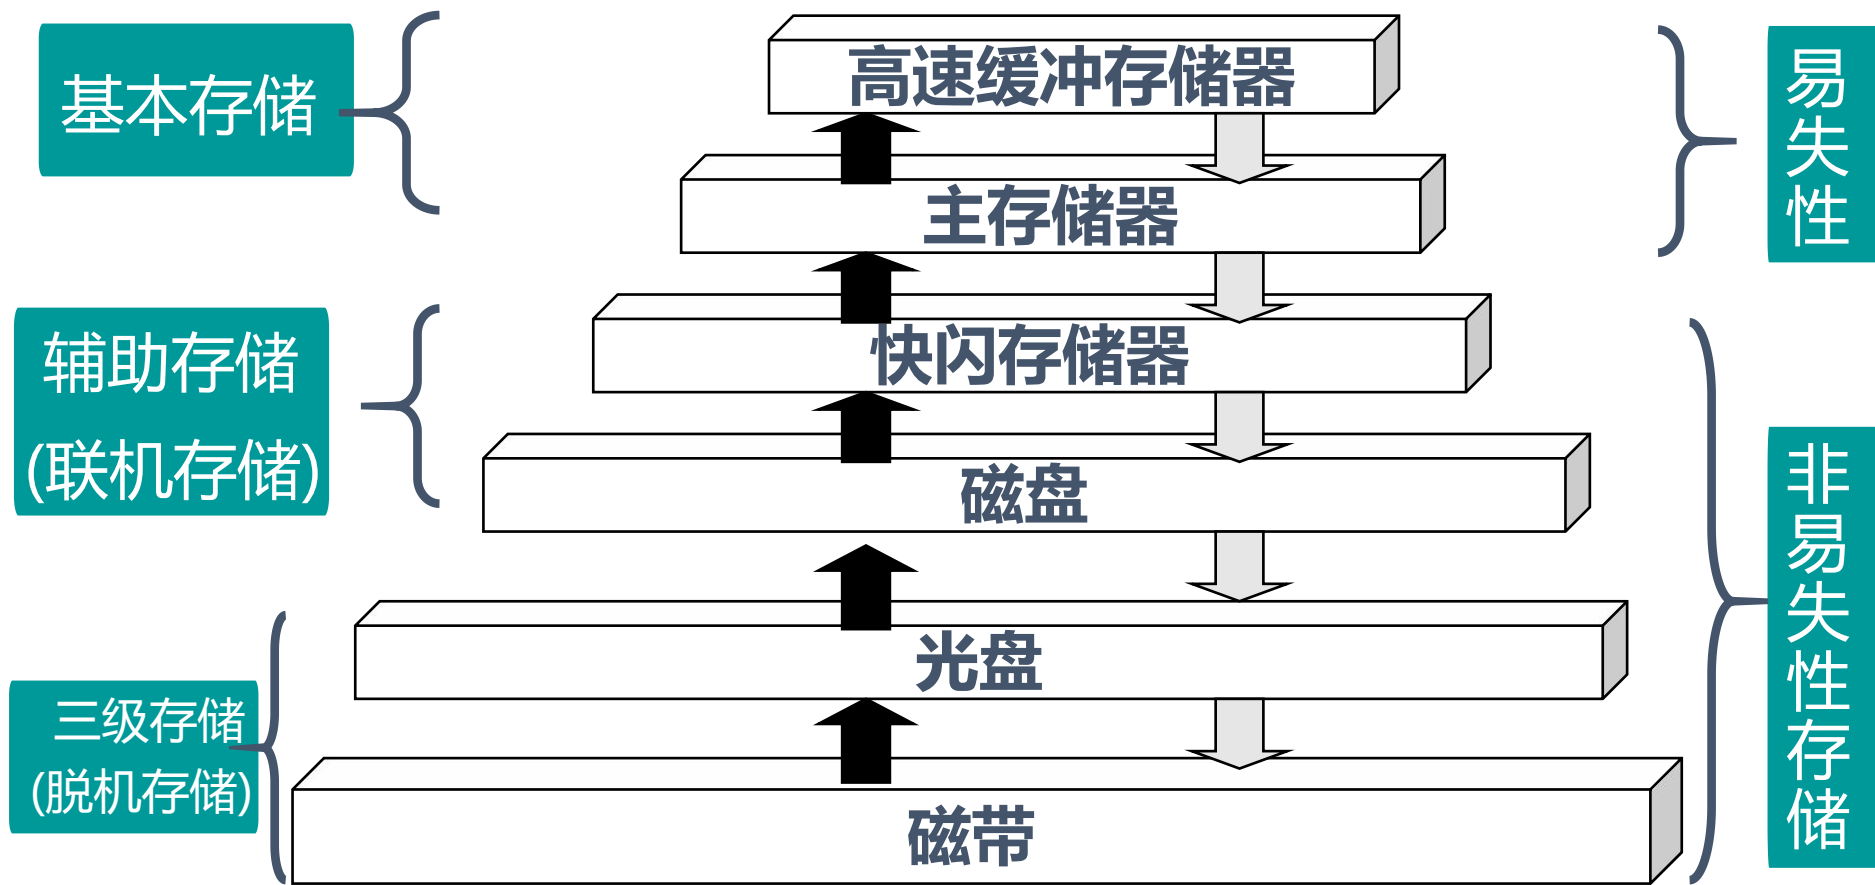 基本存储
高速缓冲存储器
主存储器
易失性
辅助存储
(联机存储)
快闪存储器
磁盘
非易失性存储
光盘
三级存储
(脱机存储)
磁带